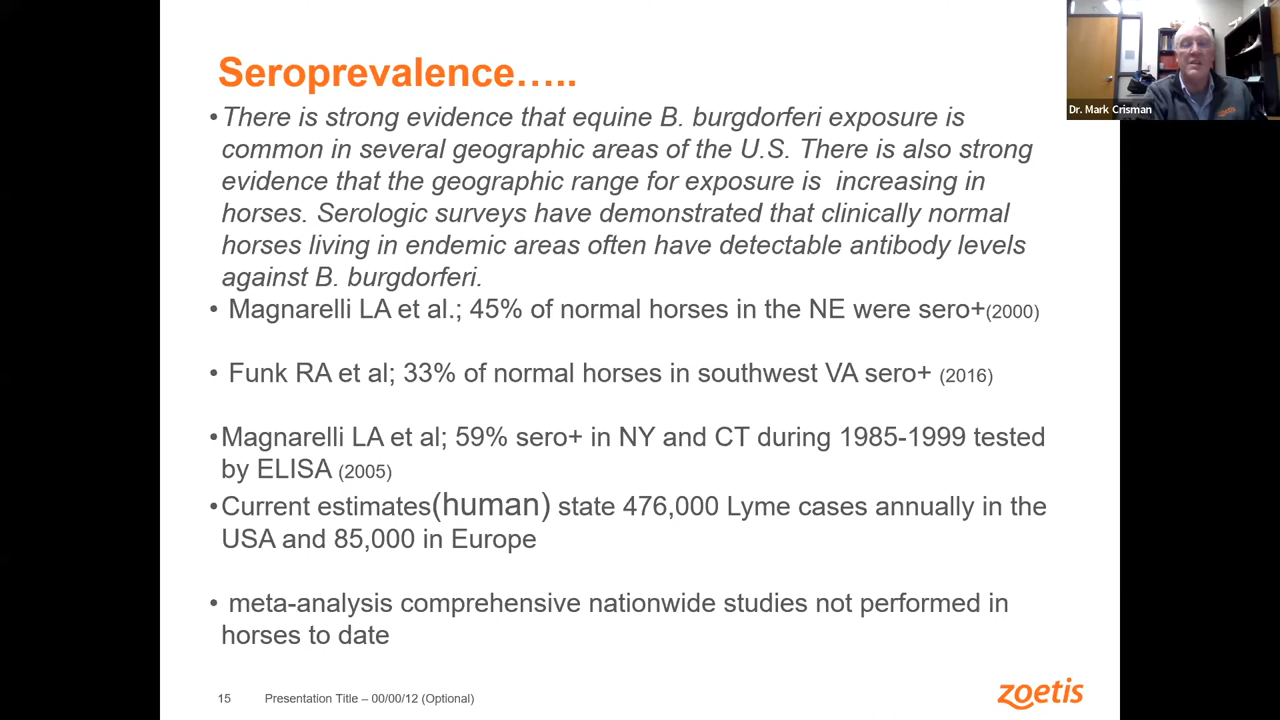 Seroprevalence…..
• There is strong evidence that equine B. burgdorferi exposure is
common in several geographic areas of the U.S. There is also strong
evidence that the geographic range for exposure is increasing in
horses. Serologic surveys have demonstrated that clinically normal
horses living in endemic areas often have detectable antibody levels
against B. burgdorferi.
• Magnarelli LA et al.; 45% of normal horses in the NE were sero+(2000)
• Funk RA et al; 33% of normal horses in southwest VA sero+ (2016)
• Magnarelli LA et al; 59% sero+ in NY and CT during 1985-1999 tested
by ELISA (2005)
• Current estimates(human) state 476,000 Lyme cases annually in the
USA and 85,000 in Europe
• meta-analysis comprehensive nationwide studies not performed in
horses to date
15 Presentation Title – 00/00/12 (Optional)
zoetis
Dr. Mark Crisman